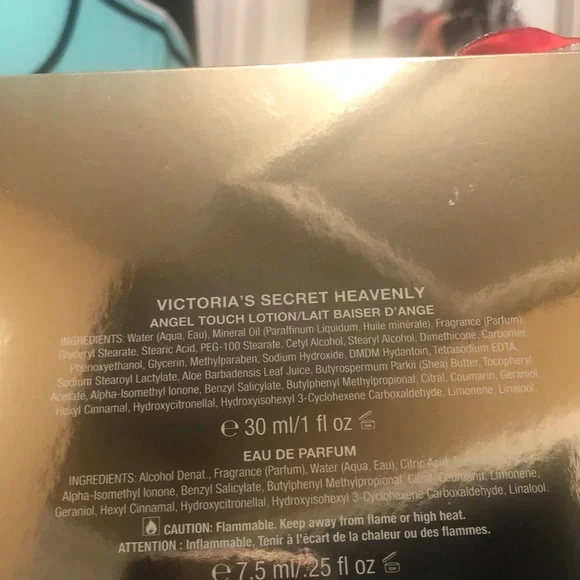 VICTORIA'S SECRET HEAVENLY
ANGEL TOUCH LOTION/LAIT BAISER D'ANGE
INGREDIENTS: Water (Aqua, Eau), Mineral Oil (Paraffinum Liquidum, Huile minérale), Fragrance (Parfum),
Glyceryl Stearate, Stearic Acid, PEG-100 Stearate, Cetyl Alcohol, Stearyl Alcohol, Dimethicone, Carbomer,
Phenoxyethanol, Glycerin, Methylparaben, Sodium Hydroxide, DMDM Hydantoin, Tetrasodium EDTA,
Sodium Stearoyl Lactylate, Aloe Barbadensis Leaf Juice, Butyrospermum Parkii (Shea) Butter, Tocopheryl
Acetate, Alpha-Isomethyl Ionone, Benzyl Salicylate, Butylphenyl Methylpropional, Citral, Coumarin, Geraniol,
Hexyl Cinnamal, Hydroxycitronellal, Hydroxyisohexyl 3-Cyclohexene Carboxaldehyde, Limonene, Linalool.
℮ 30 ml/1 fl oz
EAU DE PARFUM
INGREDIENTS: Alcohol Denat., Fragrance (Parfum), Water (Aqua, Eau), Citric Acid,
Alpha-Isomethyl Ionone, Benzyl Salicylate, Butylphenyl Methylpropional, Citral, Coumarin, Limonene,
Geraniol, Hexyl Cinnamal, Hydroxycitronellal, Hydroxyisohexyl 3-Cyclohexene Carboxaldehyde, Linalool.
CAUTION: Flammable. Keep away from flame or high heat.
ATTENTION : Inflammable. Tenir à l'écart de la chaleur ou des flammes.
℮ 7.5 ml/.25 fl oz